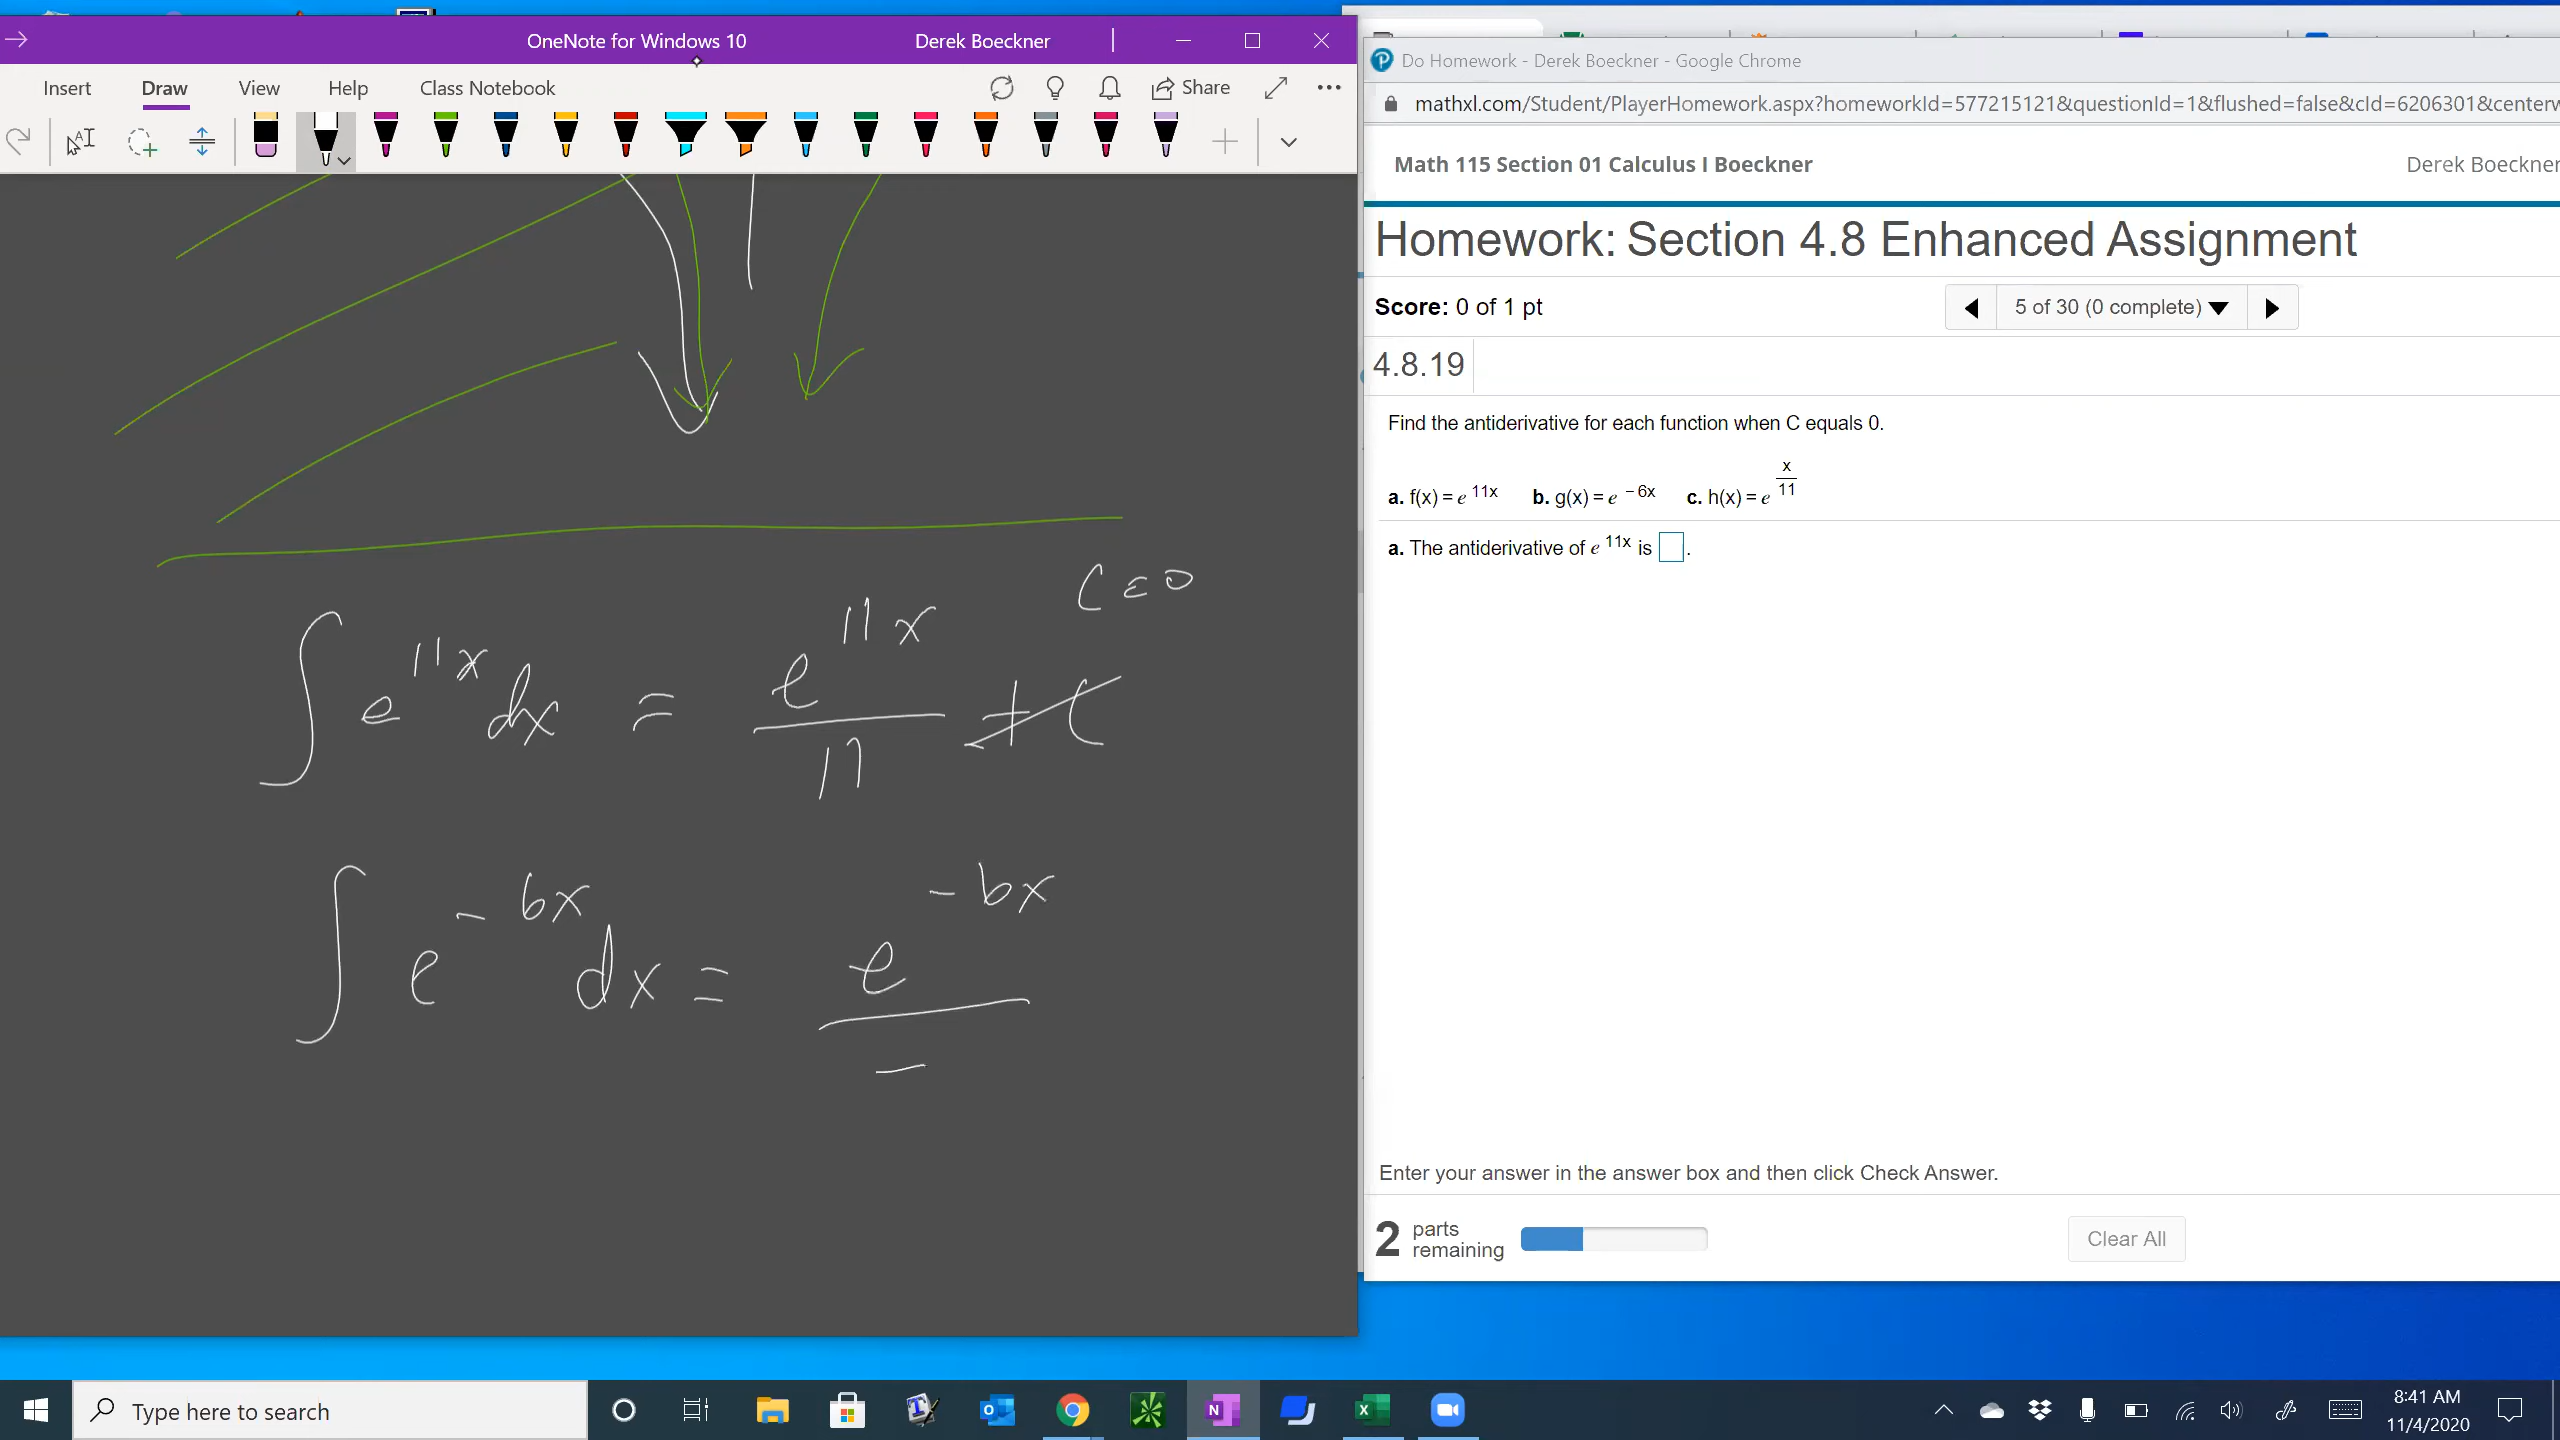 OneNote for Windows 10 Derek Boeckner
Insert Draw View Help Class Notebook Share
C = 0
∫ e^{11x} dx = e^{11x} / 11 + C
∫ e^{-6x} dx = e^{-6x} / -
Do Homework - Derek Boeckner - Google Chrome
mathxl.com/Student/PlayerHomework.aspx?homeworkId=577215121&questionId=1&flushed=false&cId=6206301&centerw
Math 115 Section 01 Calculus I Boeckner Derek Boeckner
Homework: Section 4.8 Enhanced Assignment
Score: 0 of 1 pt 5 of 30 (0 complete)
4.8.19
Find the antiderivative for each function when C equals 0.
a. f(x) = e^{11x} b. g(x) = e^{-6x} c. h(x) = e^{x/11}
a. The antiderivative of e^{11x} is .
Enter your answer in the answer box and then click Check Answer.
2 parts remaining Clear All
Type here to search
8:41 AM
11/4/2020